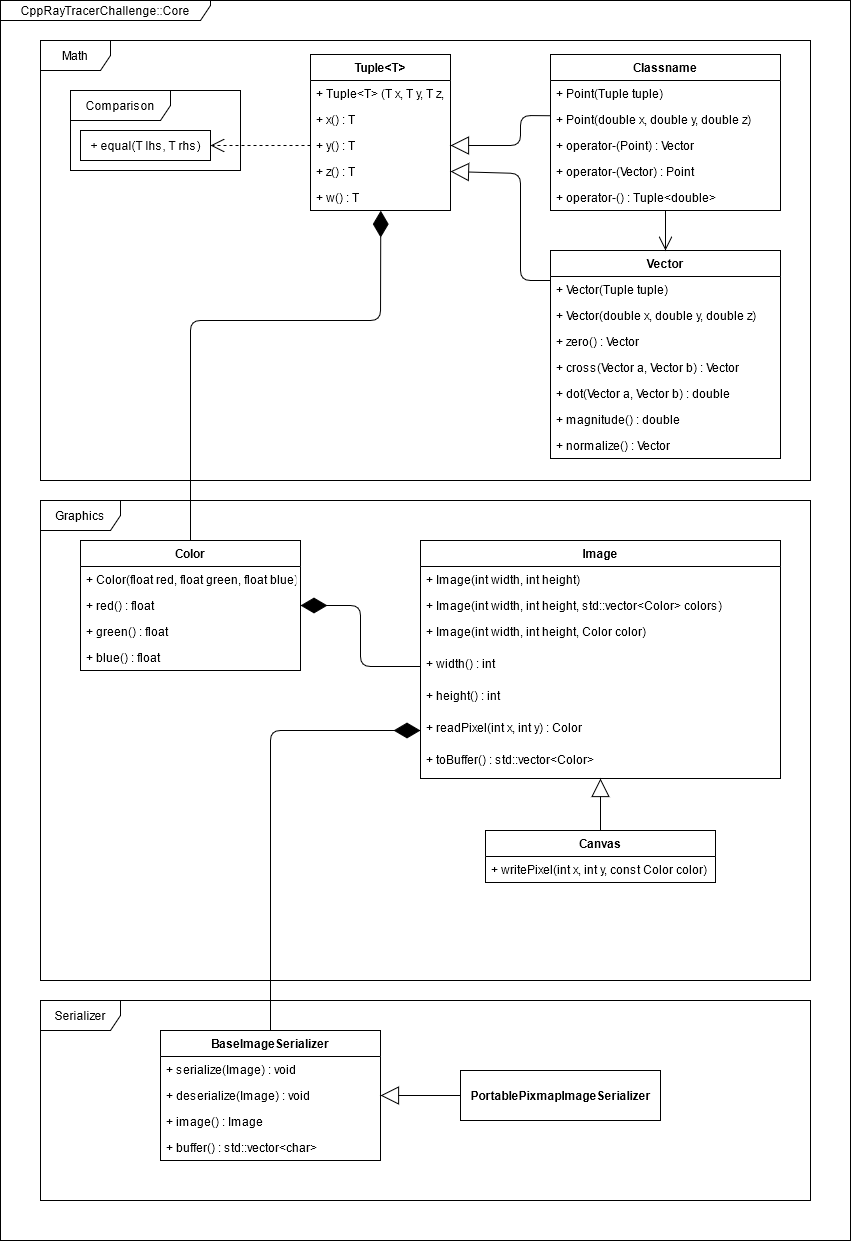 CppRayTracerChallenge::Core
Math
Comparison
+ equal(T lhs, T rhs)
Tuple<T>
+ Tuple<T> (T x, T y, T z,
+ x() : T
+ y() : T
+ z() : T
+ w() : T
Classname
+ Point(Tuple tuple)
+ Point(double x, double y, double z)
+ operator-(Point) : Vector
+ operator-(Vector) : Point
+ operator-() : Tuple<double>
Vector
+ Vector(Tuple tuple)
+ Vector(double x, double y, double z)
+ zero() : Vector
+ cross(Vector a, Vector b) : Vector
+ dot(Vector a, Vector b) : double
+ magnitude() : double
+ normalize() : Vector
Graphics
Color
+ Color(float red, float green, float blue)
+ red() : float
+ green() : float
+ blue() : float
Image
+ Image(int width, int height)
+ Image(int width, int height, std::vector<Color> colors)
+ Image(int width, int height, Color color)
+ width() : int
+ height() : int
+ readPixel(int x, int y) : Color
+ toBuffer() : std::vector<Color>
Canvas
+ writePixel(int x, int y, const Color color)
Serializer
BaseImageSerializer
+ serialize(Image) : void
+ deserialize(Image) : void
+ image() : Image
+ buffer() : std::vector<char>
PortablePixmapImageSerializer